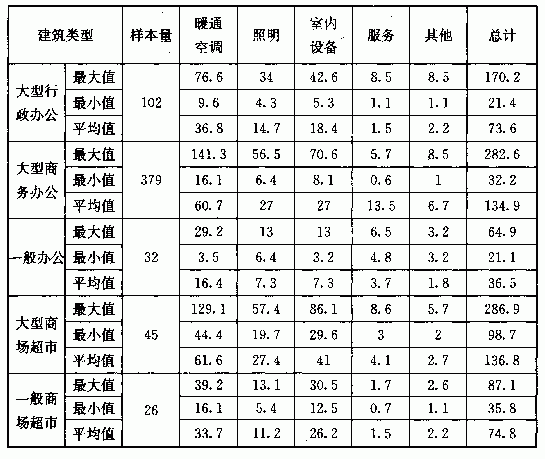 建筑类型 样本量 暖通空调 照明 室内设备 服务 其他 总计
大型行政办公 102
最大值 76.6 34 42.6 8.5 8.5 170.2
最小值 9.6 4.3 5.3 1.1 1.1 21.4
平均值 36.8 14.7 18.4 1.5 2.2 73.6
大型商务办公 379
最大值 141.3 56.5 70.6 5.7 8.5 282.6
最小值 16.1 6.4 8.1 0.6 1 32.2
平均值 60.7 27 27 13.5 6.7 134.9
一般办公 32
最大值 29.2 13 13 6.5 3.2 64.9
最小值 3.5 6.4 3.2 4.8 3.2 21.1
平均值 16.4 7.3 7.3 3.7 1.8 36.5
大型商场超市 45
最大值 129.1 57.4 86.1 8.6 5.7 286.9
最小值 44.4 19.7 29.6 3 2 98.7
平均值 61.6 27.4 41 4.1 2.7 136.8
一般商场超市 26
最大值 39.2 13.1 30.5 1.7 2.6 87.1
最小值 16.1 5.4 12.5 0.7 1.1 35.8
平均值 33.7 11.2 26.2 1.5 2.2 74.8